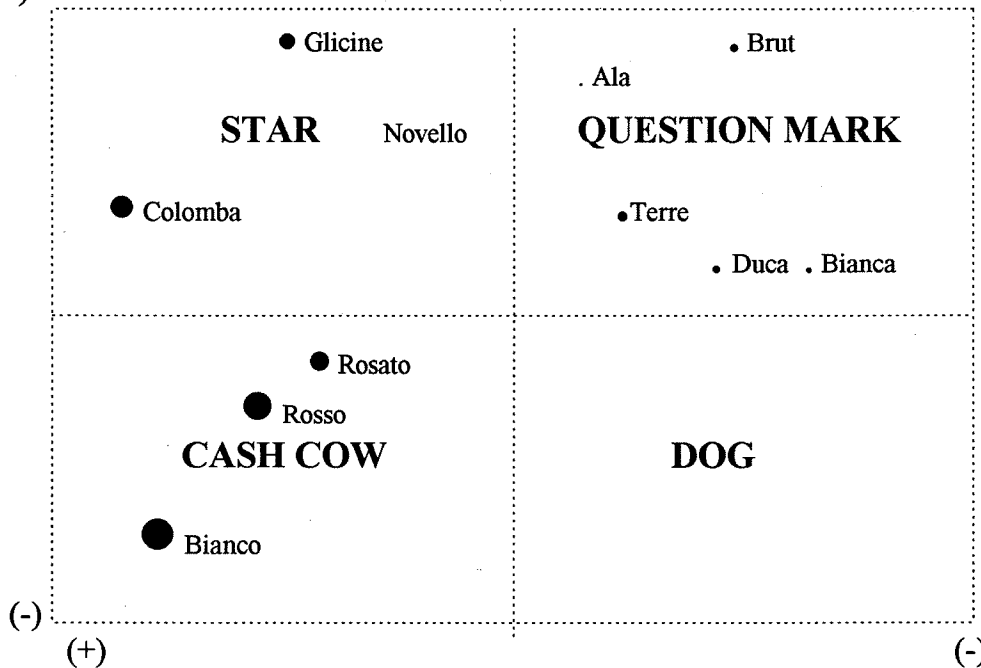 )
Glicine
Brut
Ala
STAR
Novello
QUESTION MARK
Colomba
Terre
Duca
Bianca
Rosato
Rosso
CASH COW
DOG
Bianco
(-)
(+)
(-)